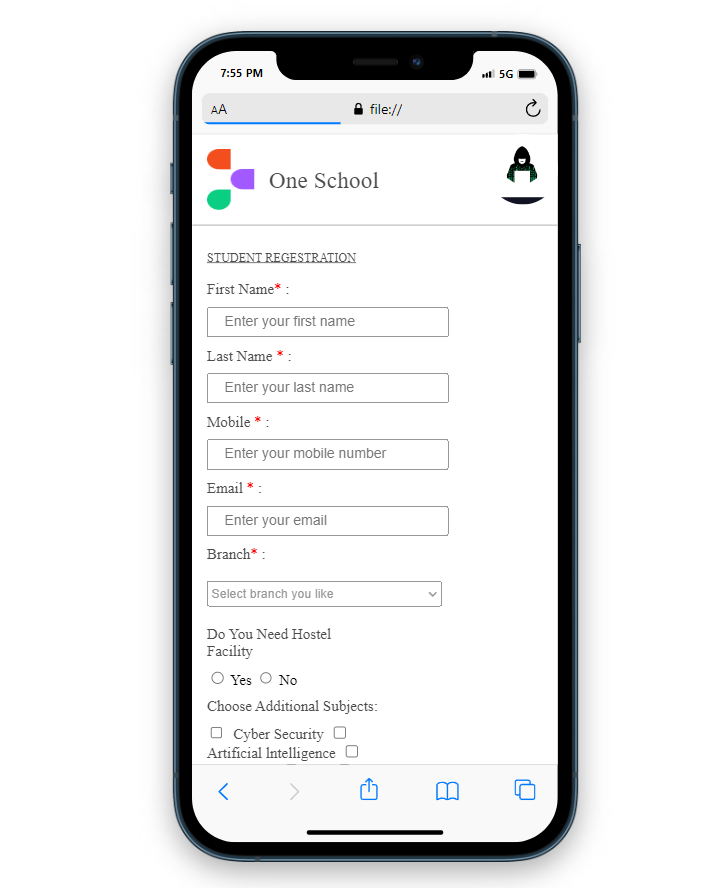 7:55 PM 5G
AA file://
One School
STUDENT REGESTRATION
First Name* :
Enter your first name
Last Name * :
Enter your last name
Mobile * :
Enter your mobile number
Email * :
Enter your email
Branch* :
Select branch you like
Do You Need Hostel
Facility
Yes No
Choose Additional Subjects:
Cyber Security
Artificial Intelligence